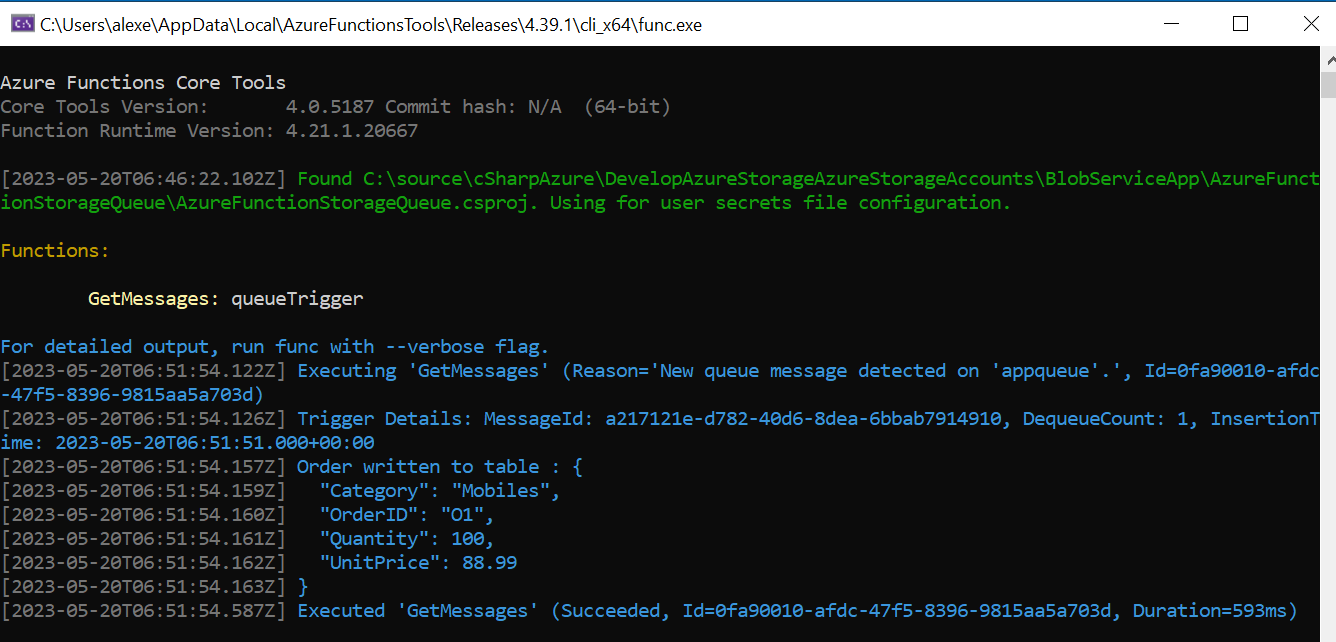 C:\Users\alexe\AppData\Local\AzureFunctionsTools\Releases\4.39.1\cli_x64\func.exe
Azure Functions Core Tools
Core Tools Version:       4.0.5187 Commit hash: N/A  (64-bit)
Function Runtime Version: 4.21.1.20667
[2023-05-20T06:46:22.102Z] Found C:\source\cSharpAzure\DevelopAzureStorageAzureStorageAccounts\BlobServiceApp\AzureFunct
ionStorageQueue\AzureFunctionStorageQueue.csproj. Using for user secrets file configuration.
Functions:
        GetMessages: queueTrigger
For detailed output, run func with --verbose flag.
[2023-05-20T06:51:54.122Z] Executing 'GetMessages' (Reason='New queue message detected on 'appqueue'.', Id=0fa90010-afdc
-47f5-8396-9815aa5a703d)
[2023-05-20T06:51:54.126Z] Trigger Details: MessageId: a217121e-d782-40d6-8dea-6bbab7914910, DequeueCount: 1, InsertionT
ime: 2023-05-20T06:51:51.000+00:00
[2023-05-20T06:51:54.157Z] Order written to table : {
[2023-05-20T06:51:54.159Z]   "Category": "Mobiles",
[2023-05-20T06:51:54.160Z]   "OrderID": "O1",
[2023-05-20T06:51:54.161Z]   "Quantity": 100,
[2023-05-20T06:51:54.162Z]   "UnitPrice": 88.99
[2023-05-20T06:51:54.163Z] }
[2023-05-20T06:51:54.587Z] Executed 'GetMessages' (Succeeded, Id=0fa90010-afdc-47f5-8396-9815aa5a703d, Duration=593ms)